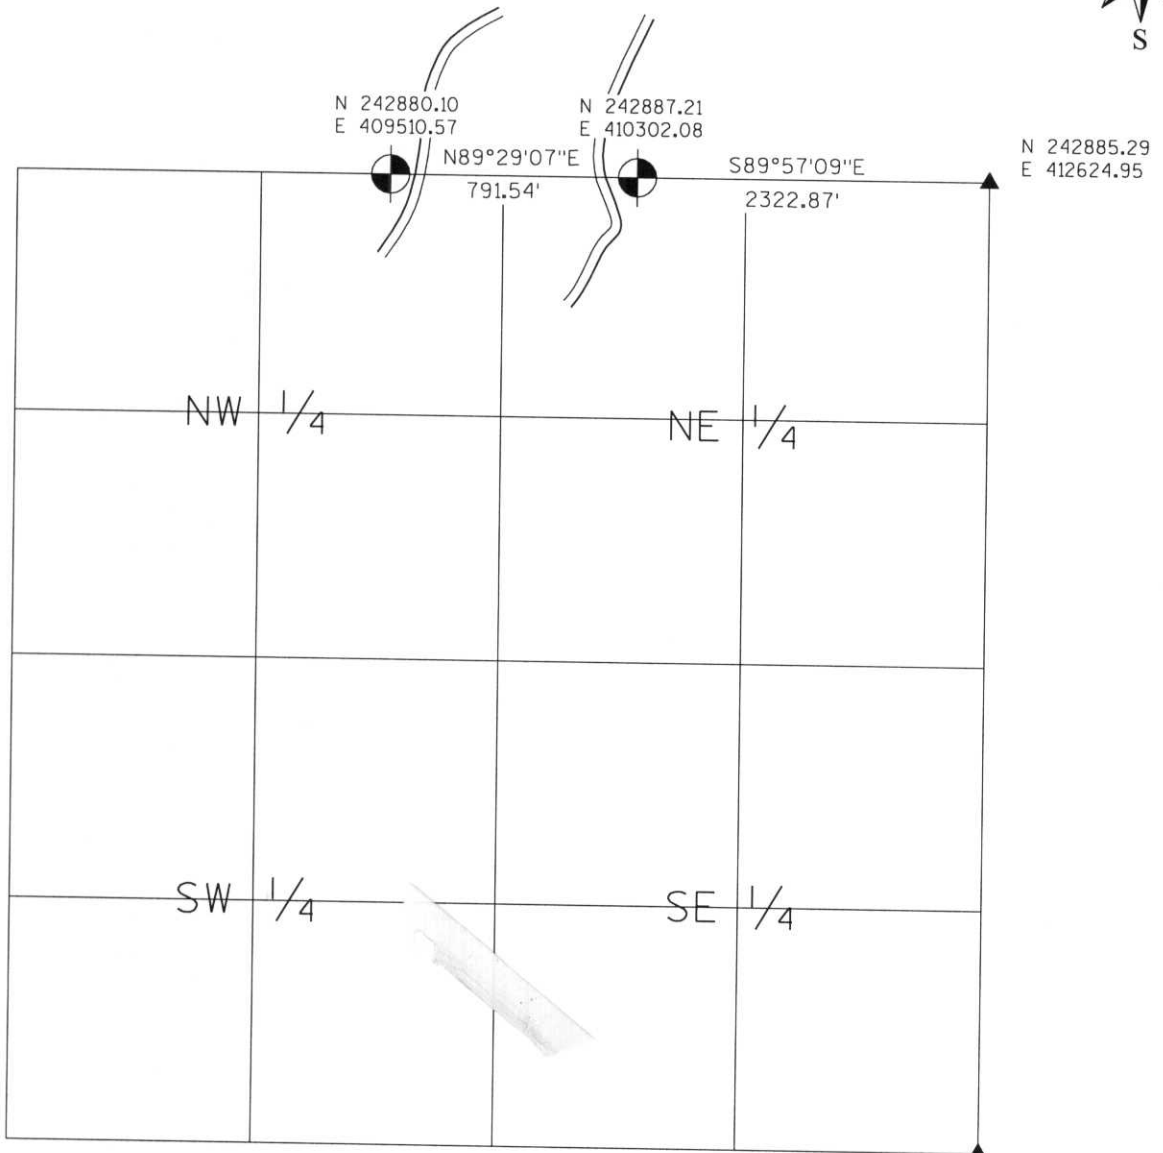 S
N 242880.10
E 409510.57
N 242887.21
E 410302.08
N 242885.29
E 412624.95
N89°29'07"E
791.54'
S89°57'09"E
2322.87'
NW 1/4
NE 1/4
SW 1/4
SE 1/4